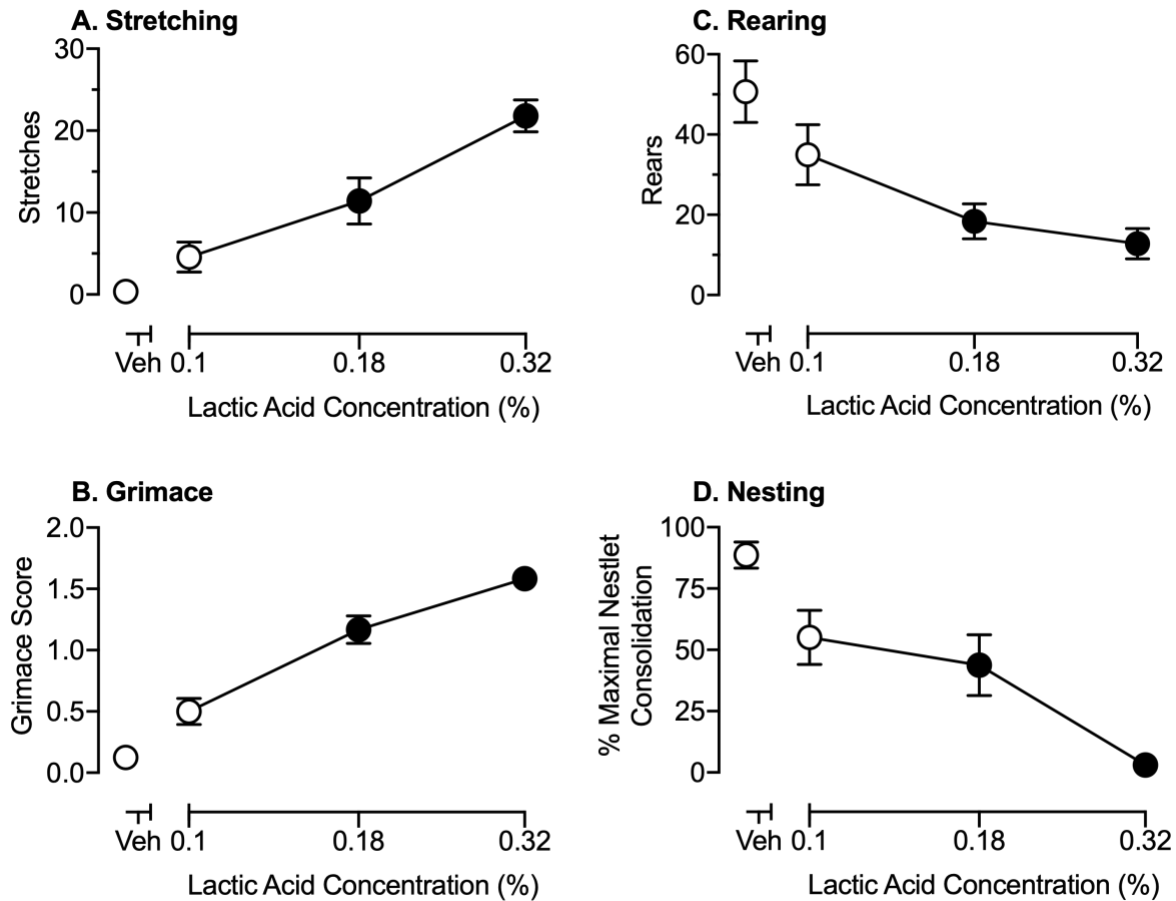 A. Stretching
30
20
10
0
Stretches
Veh 0.1 0.18 0.32
Lactic Acid Concentration (%)
C. Rearing
60
40
20
0
Rears
Veh 0.1 0.18 0.32
Lactic Acid Concentration (%)
B. Grimace
2.0
1.5
1.0
0.5
0.0
Grimace Score
Veh 0.1 0.18 0.32
Lactic Acid Concentration (%)
D. Nesting
100
75
50
25
0
% Maximal Nestlet
Consolidation
Veh 0.1 0.18 0.32
Lactic Acid Concentration (%)